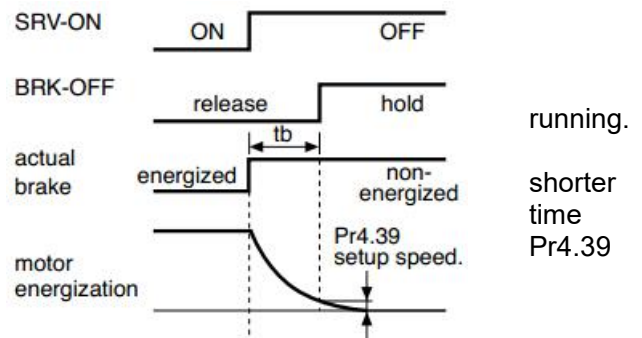 SRV-ON
ON
OFF
BRK-OFF
release
hold
running.
tb
actual
brake
energized
non-
energized
shorter
time
Pr4.39
Pr4.39
setup speed.
motor
energization